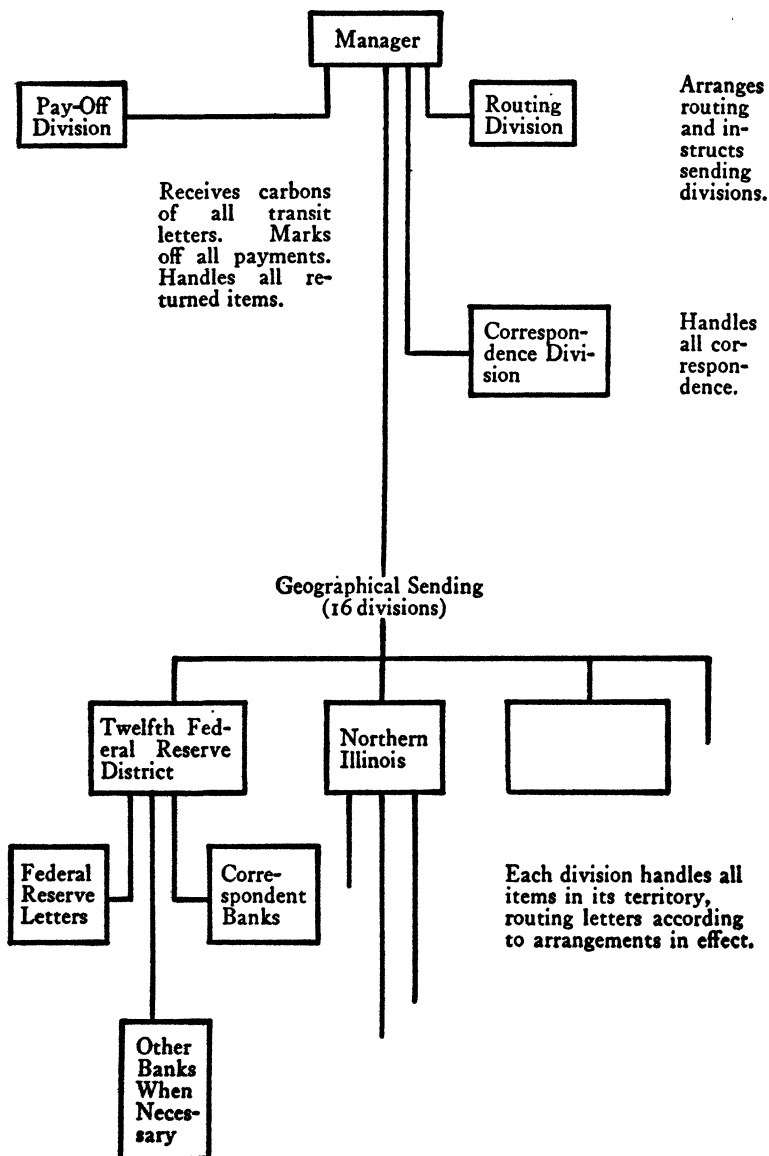 Manager
Pay-Off
Division
Routing
Division
Arranges
routing
and in-
structs
sending
divisions.
Receives carbons
of all transit
letters. Marks
off all payments.
Handles all re-
turned items.
Correspon-
dence Divi-
sion
Handles
all cor-
respon-
dence.
Geographical Sending
(16 divisions)
Twelfth Fed-
eral Reserve
District
Northern
Illinois
Federal
Reserve
Letters
Corre-
spondent
Banks
Each division handles all
items in its territory,
routing letters according
to arrangements in effect.
Other
Banks
When
Neces-
sary